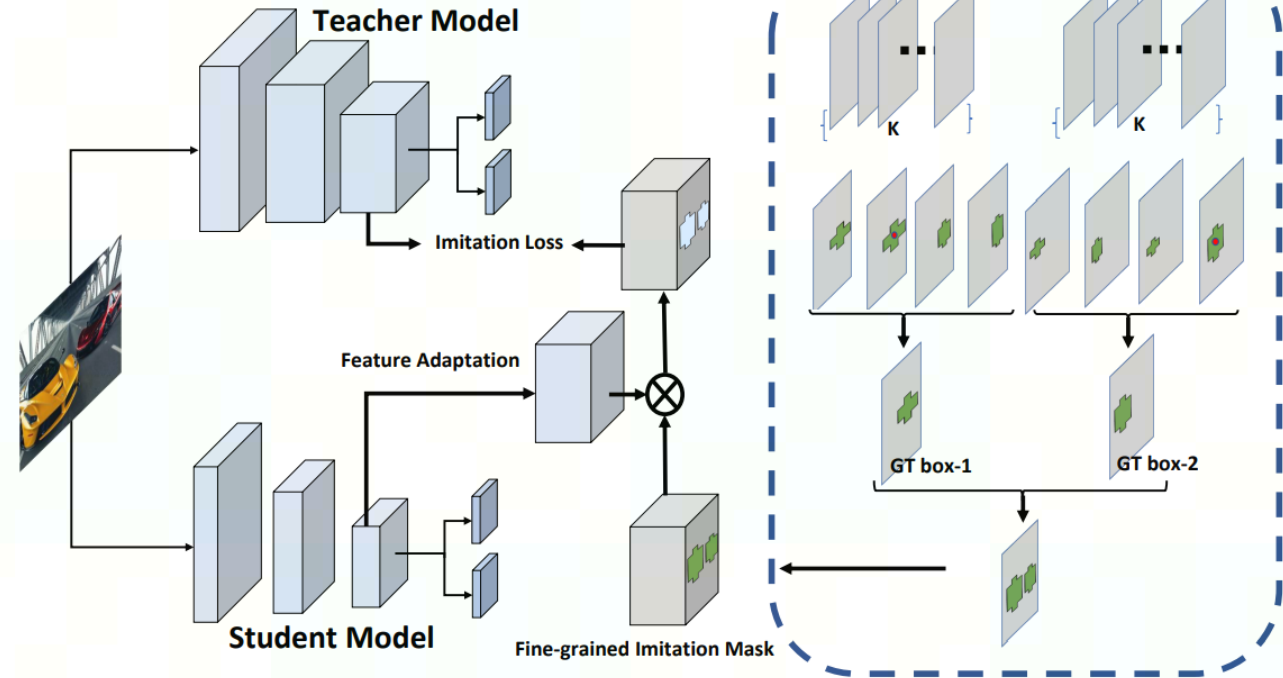 Teacher Model
K
K
Imitation Loss
Feature Adaptation
GT box-1
GT box-2
Student Model
Fine-grained Imitation Mask